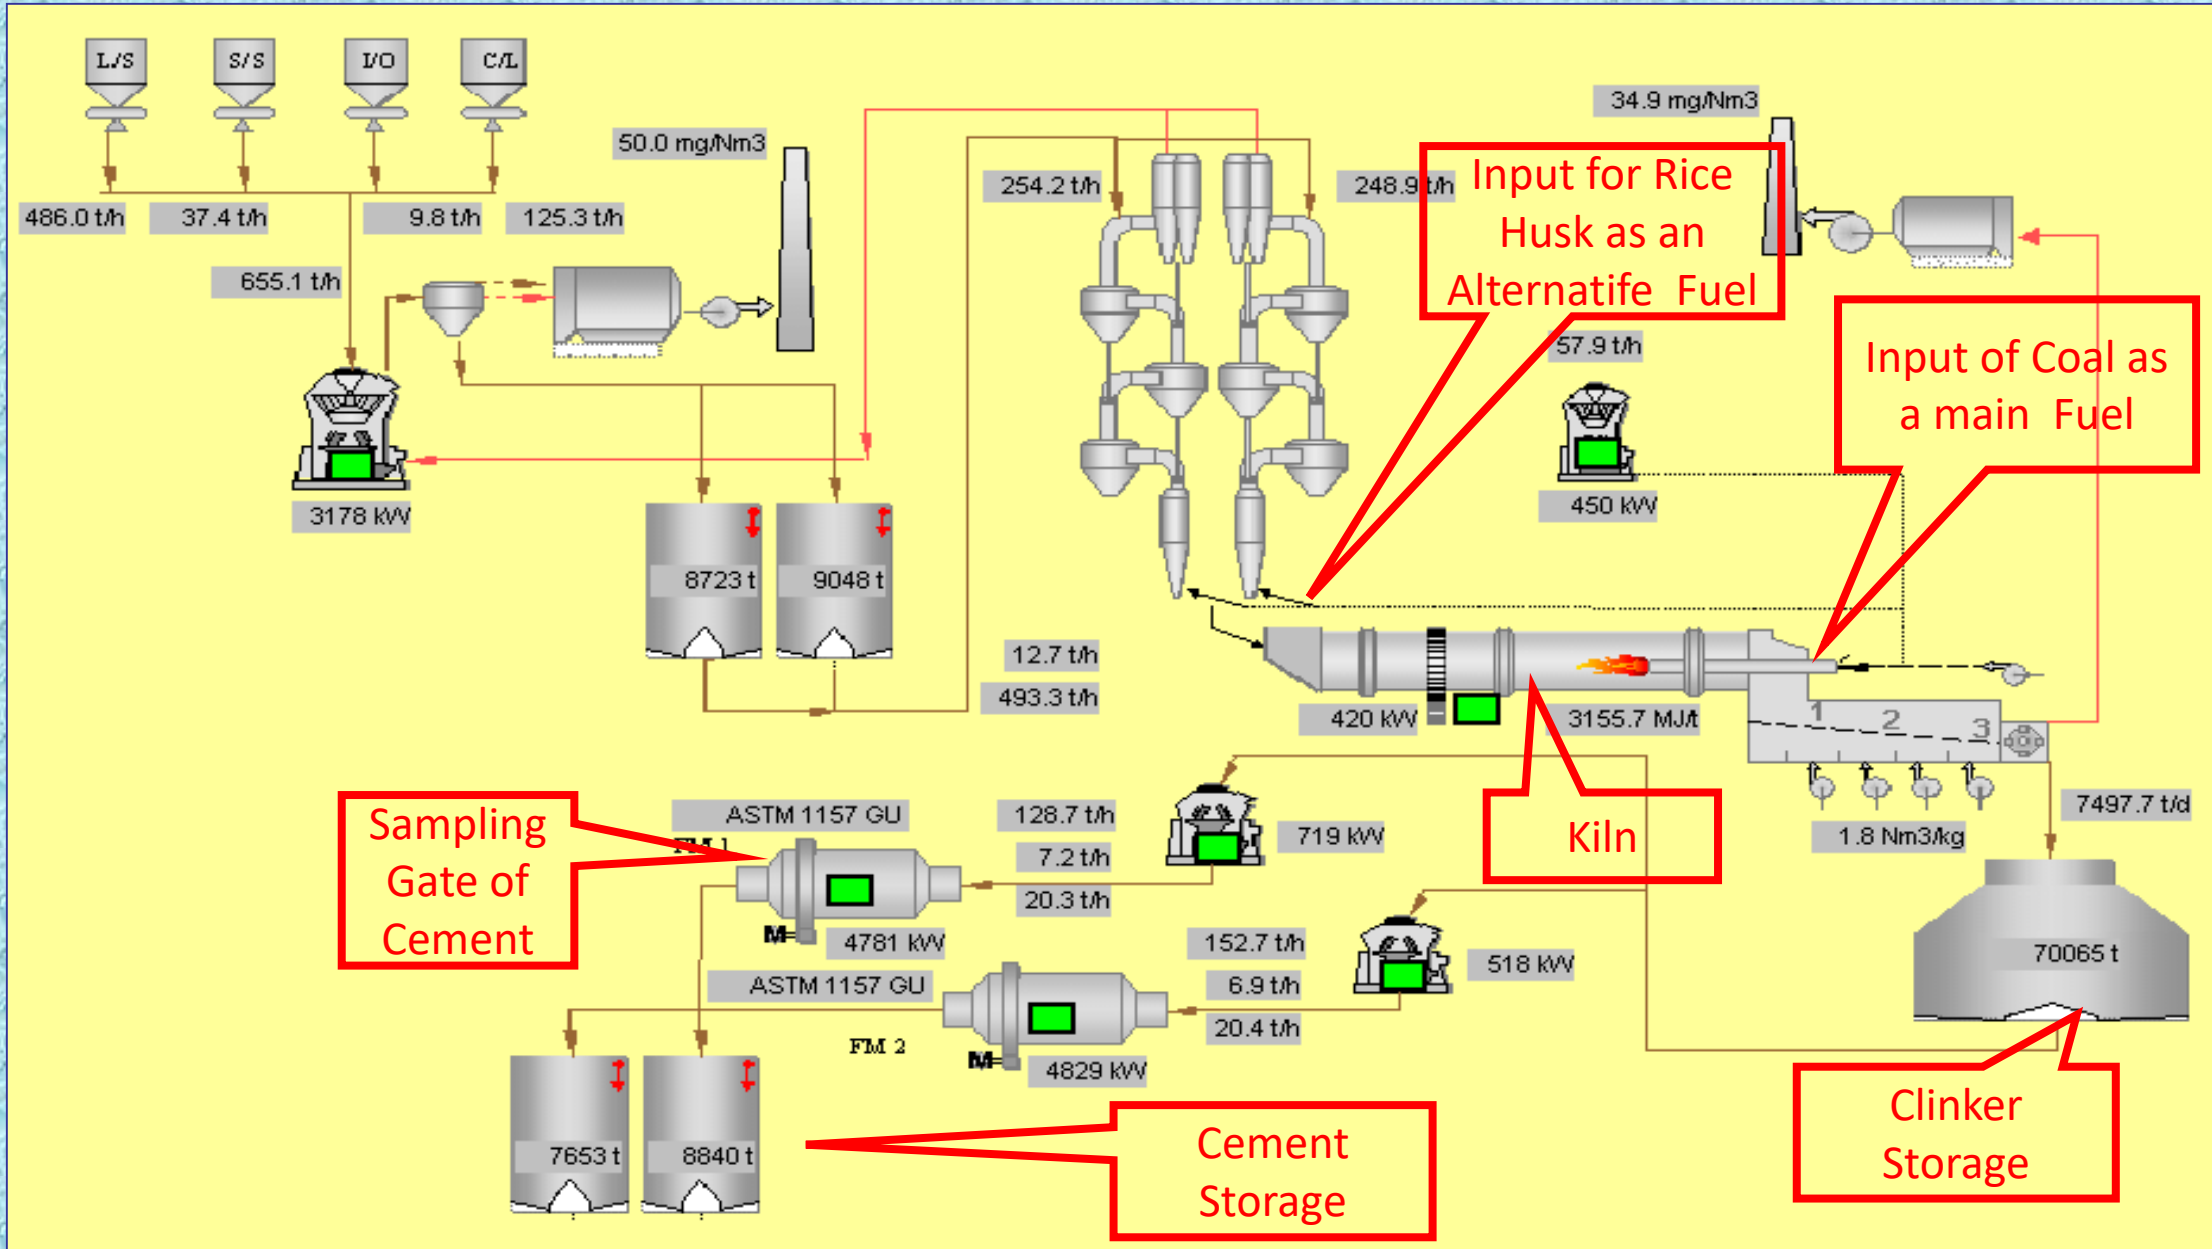 L/S
S/S
I/O
C/L
486.0 t/h
37.4 t/h
9.8 t/h
125.3 t/h
50.0 mg/Nm3
655.1 t/h
3178 kW
8723 t
9048 t
254.2 t/h
248.9 t/h
34.9 mg/Nm3
Input for Rice
Husk as an
Alternatife Fuel
57.9 t/h
450 kW
Input of Coal as
a main Fuel
12.7 t/h
493.3 t/h
420 kW
3155.7 MJ/t
1
2
3
Kiln
1.8 Nm3/kg
7497.7 t/d
70065 t
Clinker
Storage
Sampling
Gate of
Cement
ASTM 1157 GU
FM 1
M
4781 kW
128.7 t/h
7.2 t/h
20.3 t/h
719 kW
ASTM 1157 GU
FM 2
M
4829 kW
152.7 t/h
6.9 t/h
20.4 t/h
518 kW
7653 t
8840 t
Cement
Storage